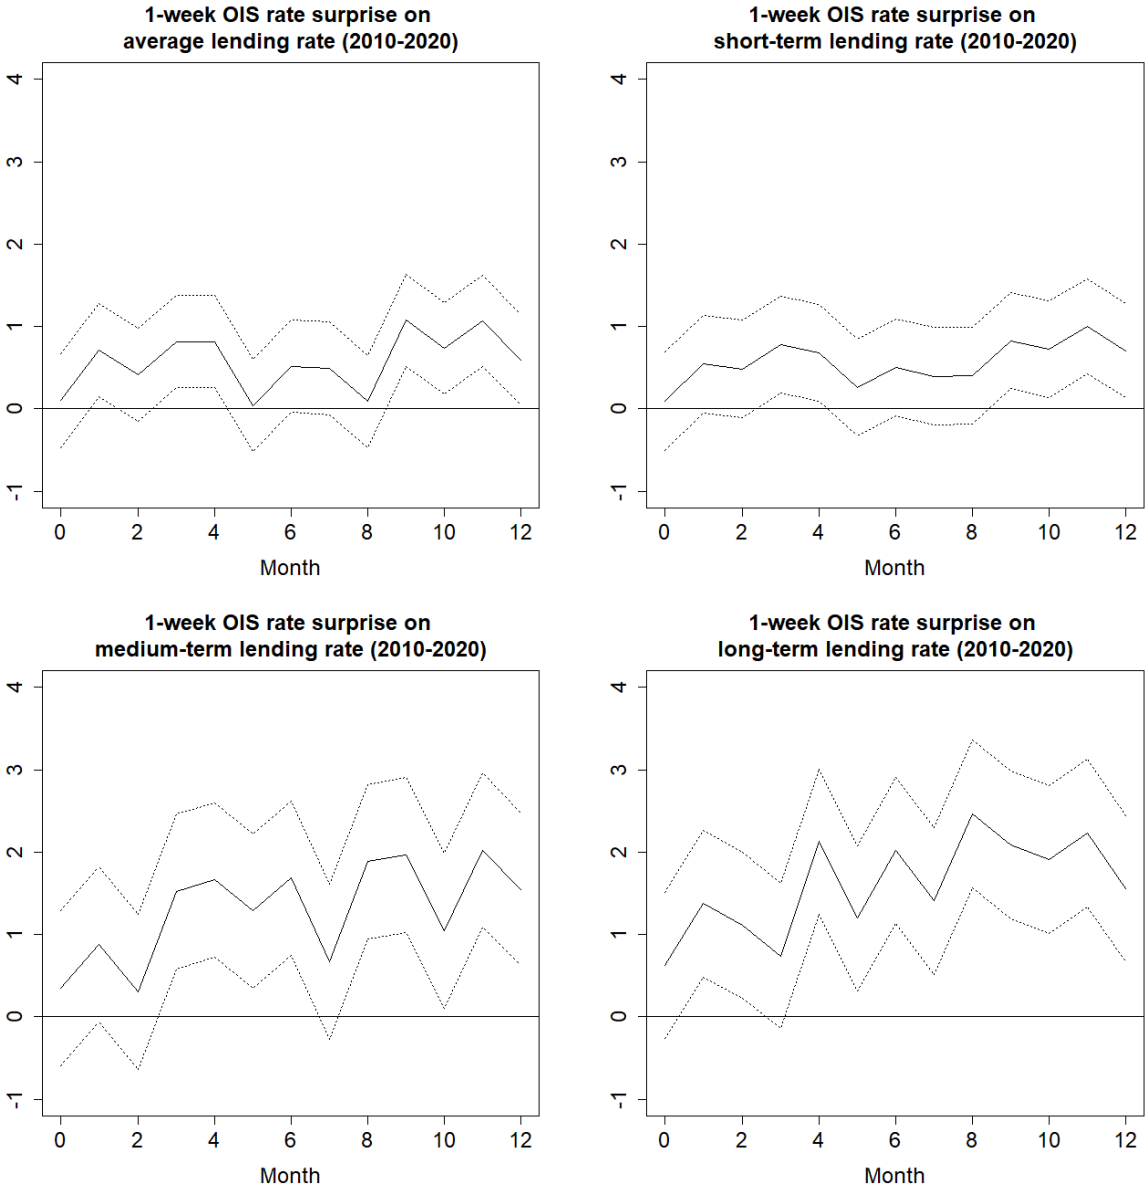 1-week OIS rate surprise on
average lending rate (2010-2020)
4
3
2
1
0
-1
0 2 4 6 8 10 12
Month
1-week OIS rate surprise on
short-term lending rate (2010-2020)
4
3
2
1
0
-1
0 2 4 6 8 10 12
Month
1-week OIS rate surprise on
medium-term lending rate (2010-2020)
4
3
2
1
0
-1
0 2 4 6 8 10 12
Month
1-week OIS rate surprise on
long-term lending rate (2010-2020)
4
3
2
1
0
-1
0 2 4 6 8 10 12
Month